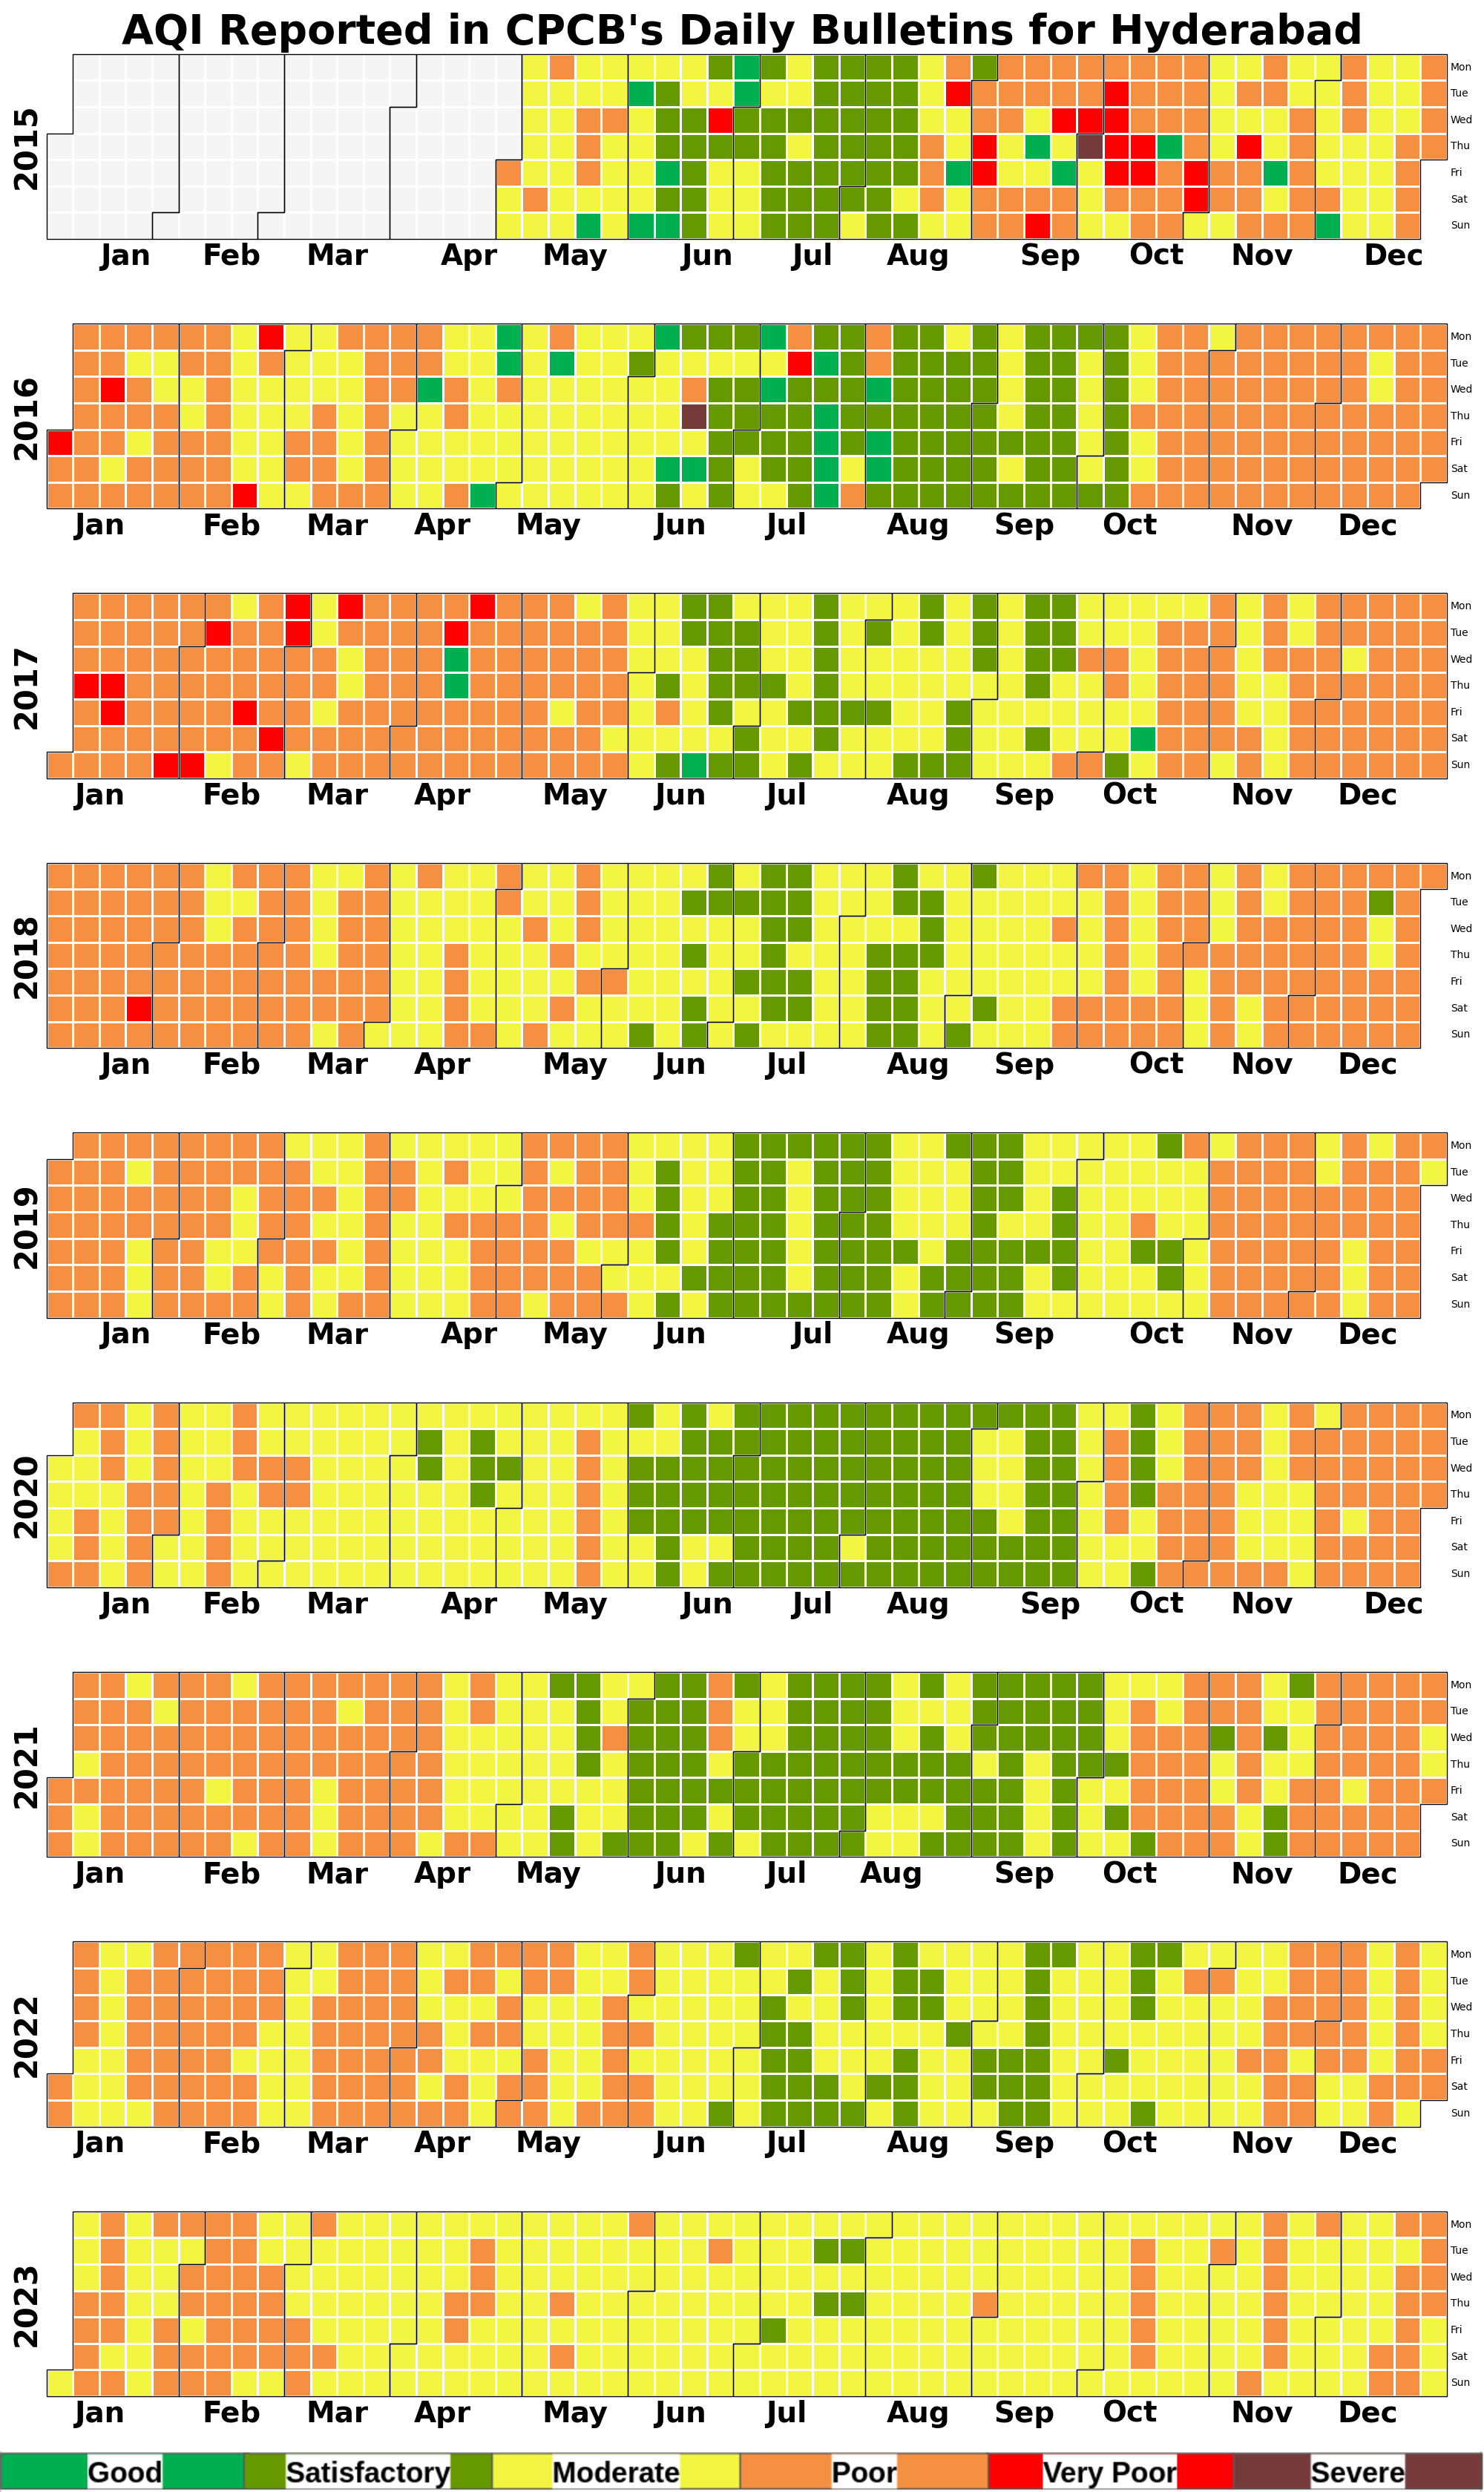 AQI Reported in CPCB's Daily Bulletins for Hyderabad
2015
Mon
Tue
Wed
Thu
Fri
Sat
Sun
Jan Feb Mar Apr May Jun Jul Aug Sep Oct Nov Dec
2016
Mon
Tue
Wed
Thu
Fri
Sat
Sun
Jan Feb Mar Apr May Jun Jul Aug Sep Oct Nov Dec
2017
Mon
Tue
Wed
Thu
Fri
Sat
Sun
Jan Feb Mar Apr May Jun Jul Aug Sep Oct Nov Dec
2018
Mon
Tue
Wed
Thu
Fri
Sat
Sun
Jan Feb Mar Apr May Jun Jul Aug Sep Oct Nov Dec
2019
Mon
Tue
Wed
Thu
Fri
Sat
Sun
Jan Feb Mar Apr May Jun Jul Aug Sep Oct Nov Dec
2020
Mon
Tue
Wed
Thu
Fri
Sat
Sun
Jan Feb Mar Apr May Jun Jul Aug Sep Oct Nov Dec
2021
Mon
Tue
Wed
Thu
Fri
Sat
Sun
Jan Feb Mar Apr May Jun Jul Aug Sep Oct Nov Dec
2022
Mon
Tue
Wed
Thu
Fri
Sat
Sun
Jan Feb Mar Apr May Jun Jul Aug Sep Oct Nov Dec
2023
Mon
Tue
Wed
Thu
Fri
Sat
Sun
Jan Feb Mar Apr May Jun Jul Aug Sep Oct Nov Dec
Good Satisfactory Moderate Poor Very Poor Severe